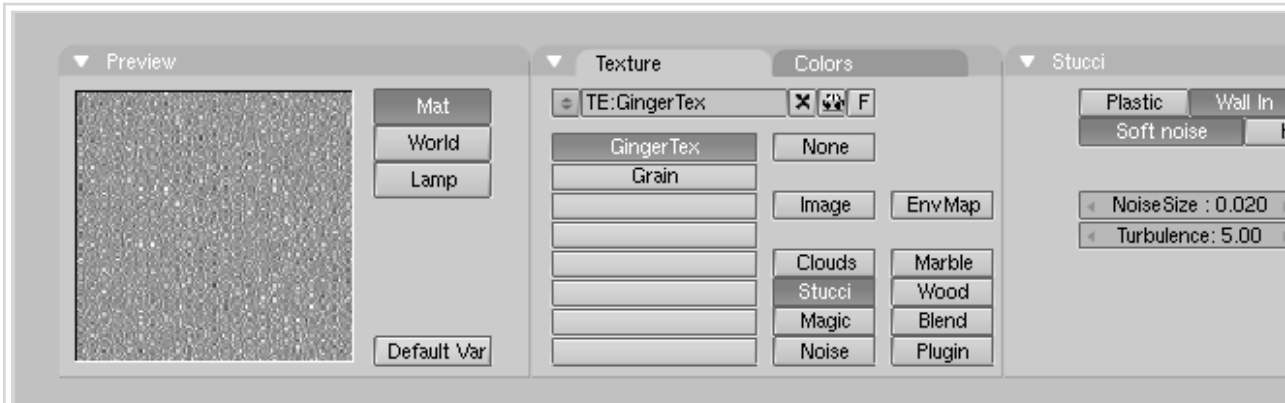 Preview
Mat
World
Lamp
Default Var
Texture
Colors
TE:GingerTex
F
GingerTex
Grain
None
Image
EnvMap
Clouds
Marble
Stucci
Wood
Magic
Blend
Noise
Plugin
Stucci
Plastic
Wall In
Soft noise
NoiseSize : 0.020
Turbulence: 5.00